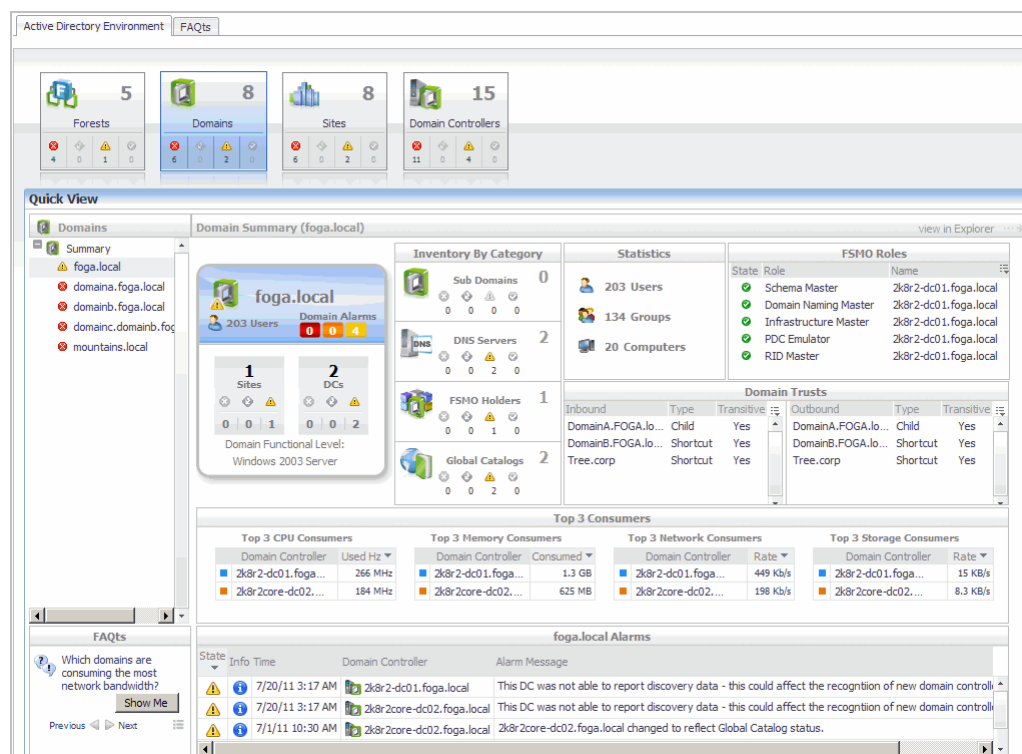 Active Directory Environment FAQts
5 8 8 15
Forests Domains Sites Domain Controllers
4 0 1 0 6 0 2 0 6 0 2 0 11 0 4 0
Quick View
Domains
Summary
foga.local
domaina.foga.local
domainb.foga.local
domainc.domainb.fog
mountains.local
Domain Summary (foga.local) view in Explorer
foga.local
203 Users Domain Alarms
0 0 4
1 2
Sites DCs
0 0 1 0 0 2
Domain Functional Level:
Windows 2003 Server
Inventory By Category
Sub Domains 0
0 0 0 0
DNS
DNS Servers 2
0 0 2 0
FSMO Holders 1
0 0 1 0
Global Catalogs 2
0 0 2 0
Statistics
203 Users
134 Groups
20 Computers
FSMO Roles
State Role Name
Schema Master 2k8r2-dc01.foga.local
Domain Naming Master 2k8r2-dc01.foga.local
Infrastructure Master 2k8r2-dc01.foga.local
PDC Emulator 2k8r2-dc01.foga.local
RID Master 2k8r2-dc01.foga.local
Domain Trusts
Inbound Type Transitive Outbound Type Transitive
DomainA.FOGA.lo... Child Yes DomainA.FOGA.lo... Child Yes
DomainB.FOGA.lo... Shortcut Yes DomainB.FOGA.lo... Shortcut Yes
Tree.corp Shortcut Yes Tree.corp Shortcut Yes
Top 3 Consumers
Top 3 CPU Consumers Top 3 Memory Consumers Top 3 Network Consumers Top 3 Storage Consumers
Domain Controller Used Hz Domain Controller Consumed Domain Controller Rate Domain Controller Rate
2k8r2-dc01.foga... 266 MHz 2k8r2-dc01.foga... 1.3 GB 2k8r2-dc01.foga... 449 Kb/s 2k8r2-dc01.foga... 15 KB/s
2k8r2core-dc02.... 184 MHz 2k8r2core-dc02.... 625 MB 2k8r2core-dc02.... 198 Kb/s 2k8r2core-dc02.... 8.3 KB/s
FAQts
Which domains are
consuming the most
network bandwidth?
Show Me
Previous Next
foga.local Alarms
State Info Time Domain Controller Alarm Message
7/20/11 3:17 AM 2k8r2-dc01.foga.local This DC was not able to report discovery data - this could affect the recogntiion of new domain controll
7/20/11 3:17 AM 2k8r2core-dc02.foga.local This DC was not able to report discovery data - this could affect the recogntiion of new domain controll
7/1/11 10:30 AM 2k8r2core-dc02.foga.local 2k8r2core-dc02.foga.local changed to reflect Global Catalog status.